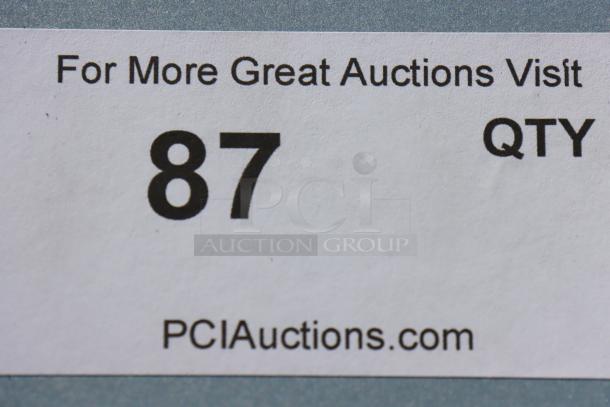 For More Great Auctions Visit
QTY
87
PCI
AUCTION GROUP
PCIAuctions.com